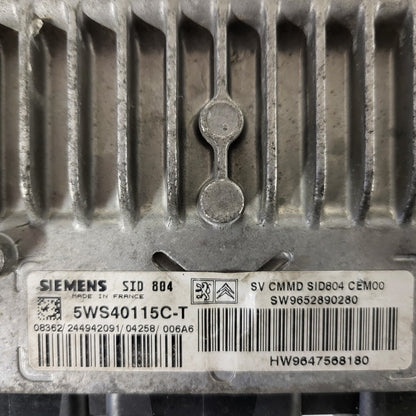 SIEMENS SID 804
MADE IN FRANCE
5WS40115C-T
08362/244942091/04258/006A6
SV CMMD SID804 CEM00
SW9652890280
HW9647568180